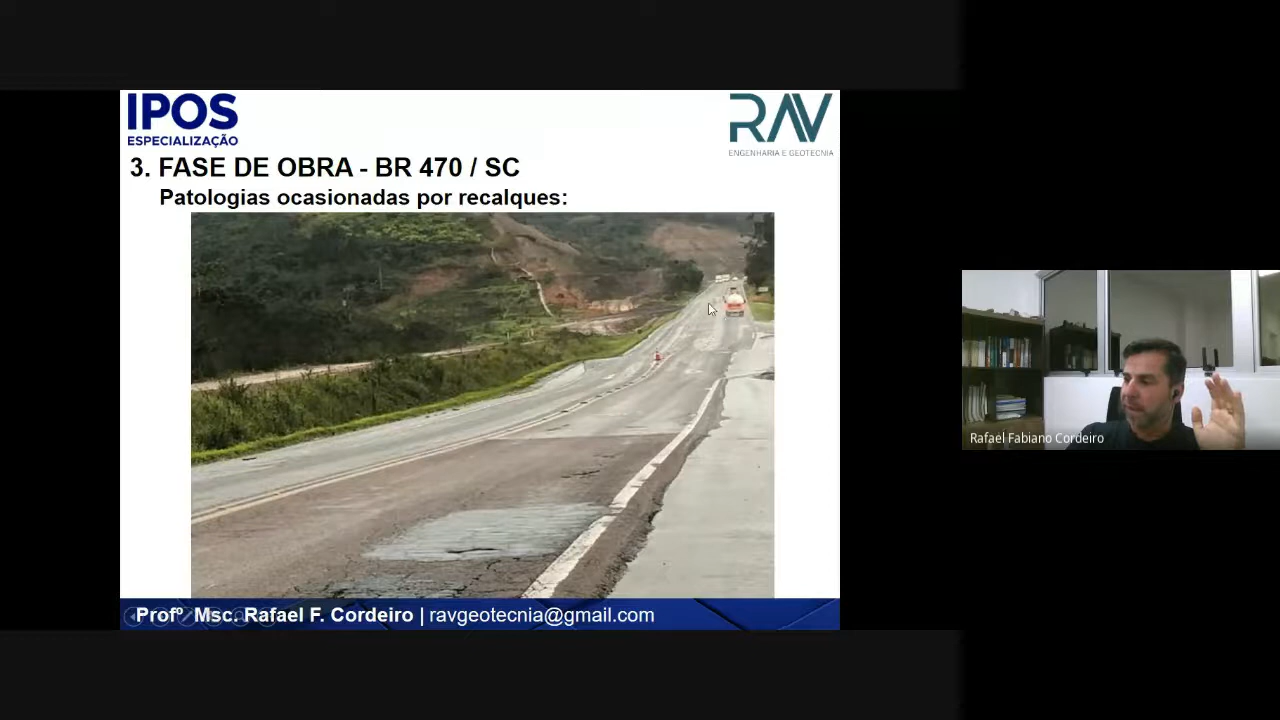 IPOS
ESPECIALIZAÇÃO
RAV
ENGENHARIA E GEOTECNIA
3. FASE DE OBRA - BR 470 / SC
Patologias ocasionadas por recalques:
Rafael Fabiano Cordeiro
Profº Msc. Rafael F. Cordeiro | ravgeotecnia@gmail.com